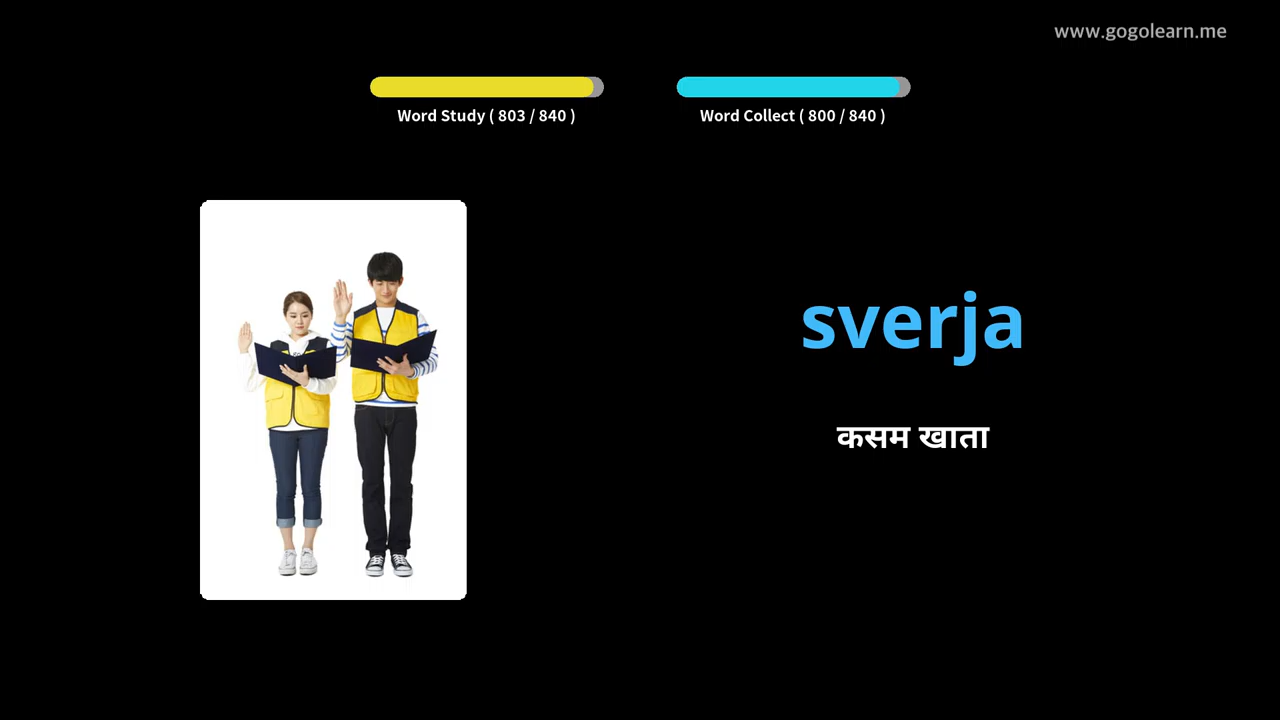 www.gogolearn.me
Word Study ( 803 / 840 )
Word Collect ( 800 / 840 )
sverja
कसम खाता